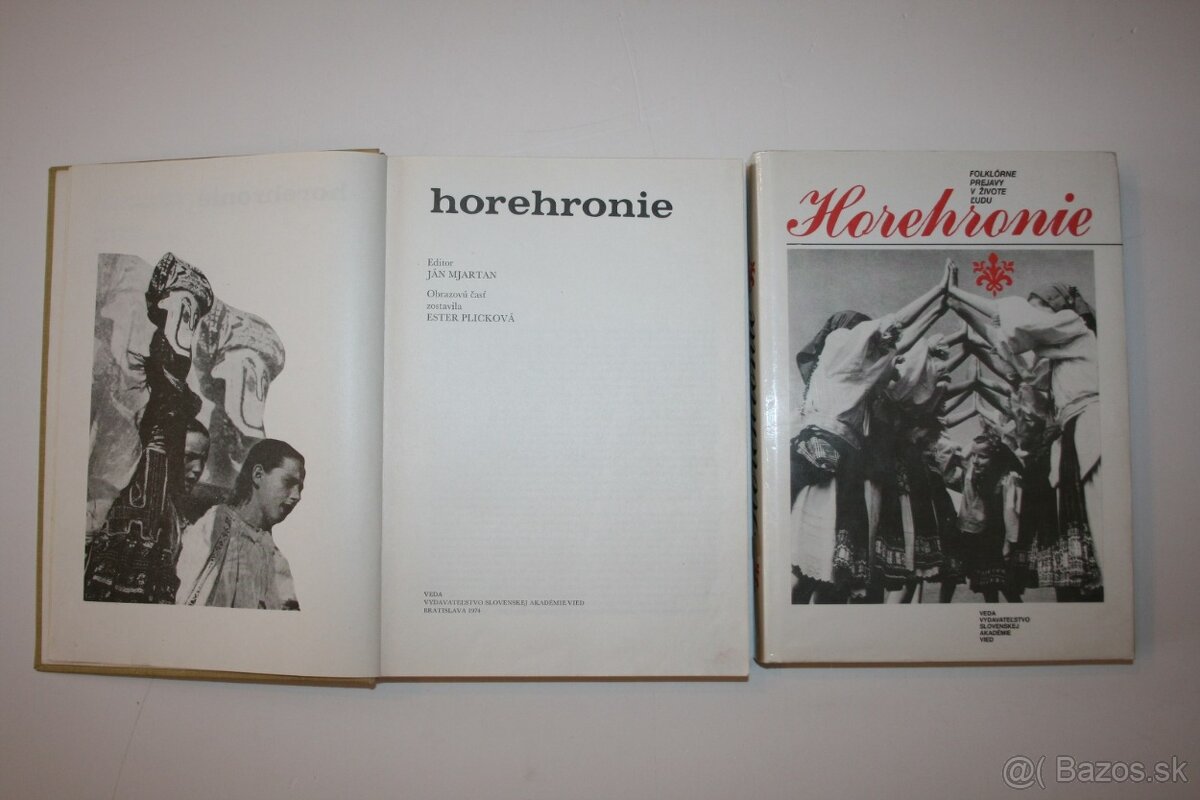 horehronie
Editor
JÁN MJARTAN
Obrazovú časť
zostavila
ESTER PLICKOVÁ
VEDA
VYDAVATEĽSTVO SLOVENSKEJ AKADÉMIE VIED
BRATISLAVA 1974
FOLKLÓRNE
PREJAVY
V ŽIVOTE
ĽUDU
Horehronie
VEDA
VYDAVATEĽSTVO
SLOVENSKEJ
AKADÉMIE
VIED
@( Bazos.sk